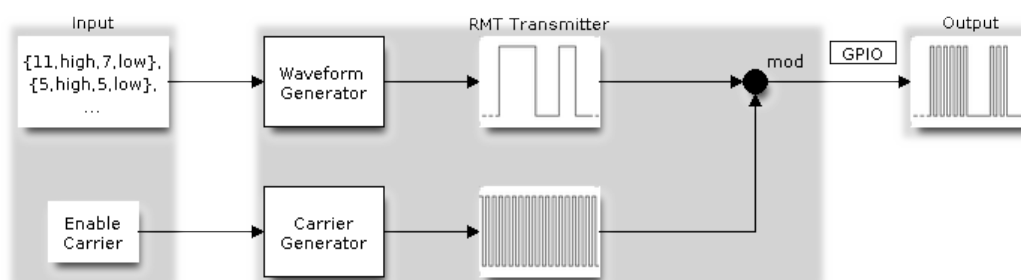 Input
RMT Transmitter
Output
{11,high,7,low},
{5,high,5,low},
...
Waveform
Generator
mod
GPIO
Enable
Carrier
Carrier
Generator